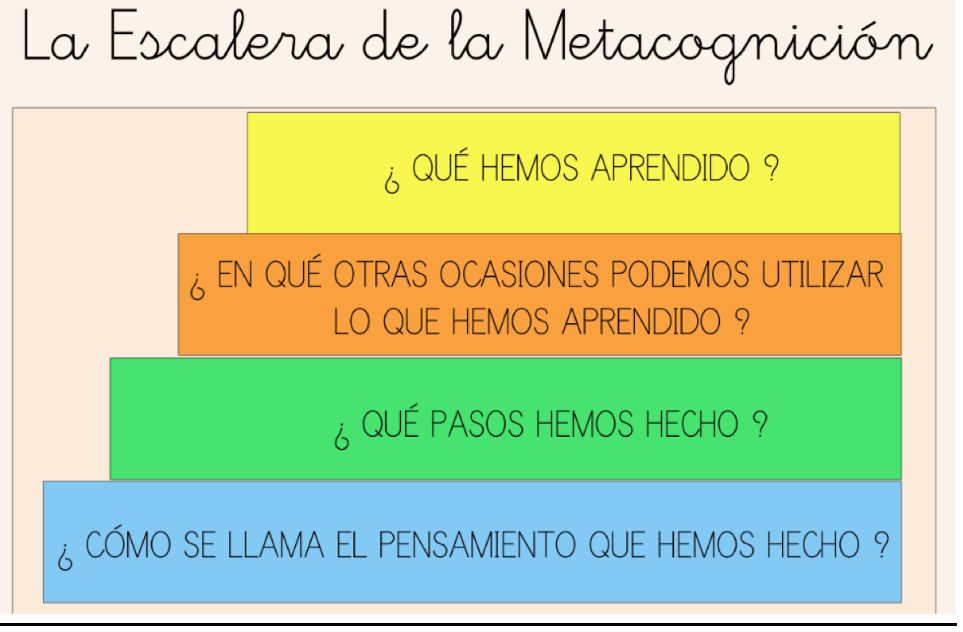 La Escalera de la Metacognición
¿ QUÉ HEMOS APRENDIDO ?
¿ EN QUÉ OTRAS OCASIONES PODEMOS UTILIZAR
LO QUE HEMOS APRENDIDO ?
¿ QUÉ PASOS HEMOS HECHO ?
¿ CÓMO SE LLAMA EL PENSAMIENTO QUE HEMOS HECHO ?